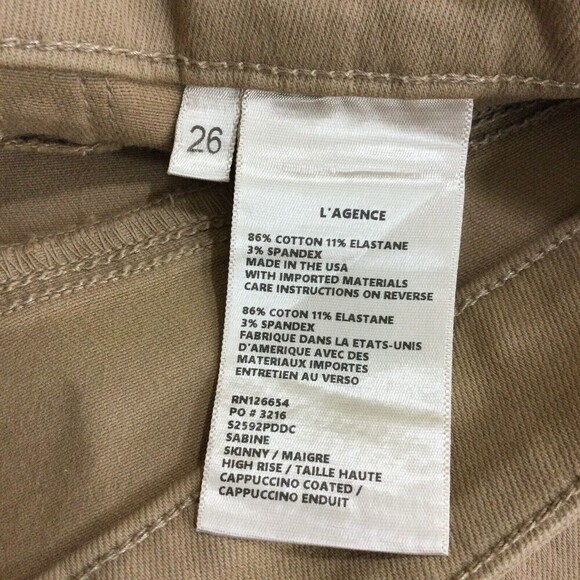 26
L'AGENCE
86% COTTON 11% ELASTANE
3% SPANDEX
MADE IN THE USA
WITH IMPORTED MATERIALS
CARE INSTRUCTIONS ON REVERSE
86% COTON 11% ELASTANE
3% SPANDEX
FABRIQUE DANS LA ETATS-UNIS
D'AMERIQUE AVEC DES
MATERIAUX IMPORTES
ENTRETIEN AU VERSO
RN126654
PO # 3216
S2592PDDC
SABINE
SKINNY / MAIGRE
HIGH RISE / TAILLE HAUTE
CAPPUCCINO COATED /
CAPPUCCINO ENDUIT